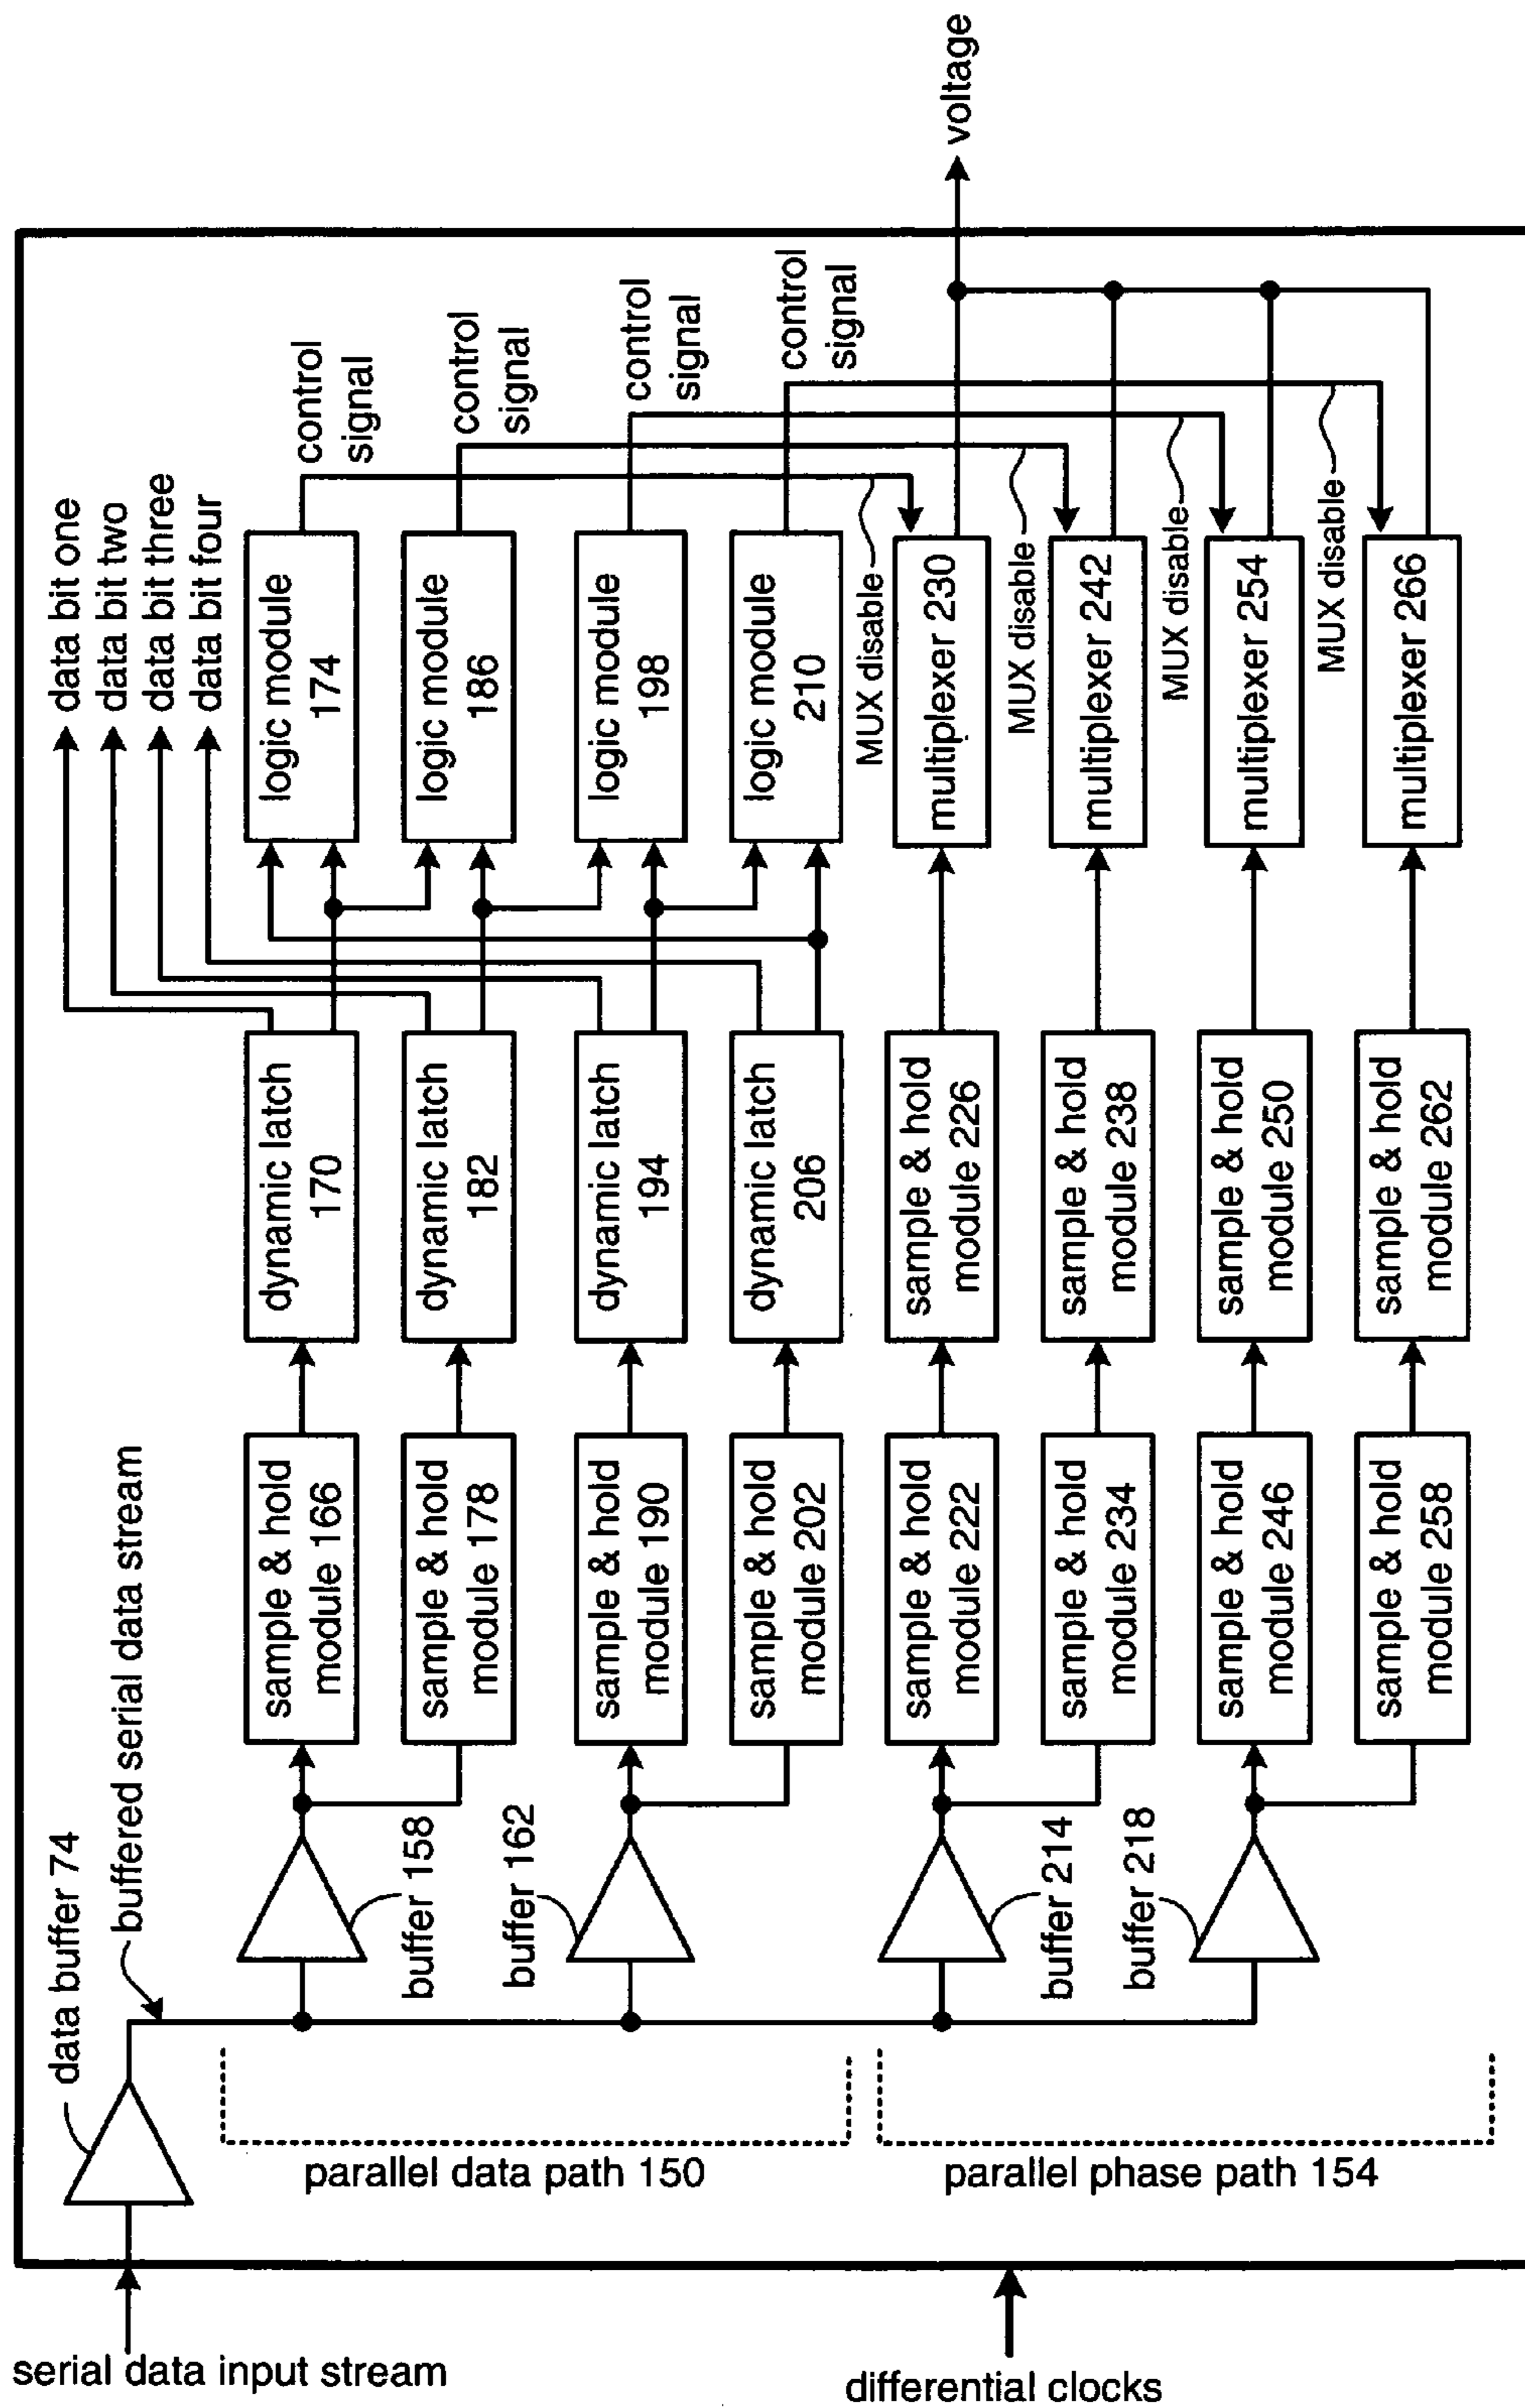 data buffer 74
buffered serial data stream
data bit one
data bit two
data bit three
data bit four
buffer 158
sample & hold
module 166
dynamic latch
170
logic module
174
control
signal
sample & hold
module 178
dynamic latch
182
logic module
186
control
signal
buffer 162
sample & hold
module 190
dynamic latch
194
logic module
198
control
signal
sample & hold
module 202
dynamic latch
206
logic module
210
control
signal
parallel data path 150
buffer 214
sample & hold
module 222
sample & hold
module 226
MUX disable
multiplexer 230
voltage
sample & hold
module 234
sample & hold
module 238
MUX disable
multiplexer 242
buffer 218
sample & hold
module 246
sample & hold
module 250
MUX disable
multiplexer 254
sample & hold
module 258
sample & hold
module 262
MUX disable
multiplexer 266
parallel phase path 154
serial data input stream
differential clocks